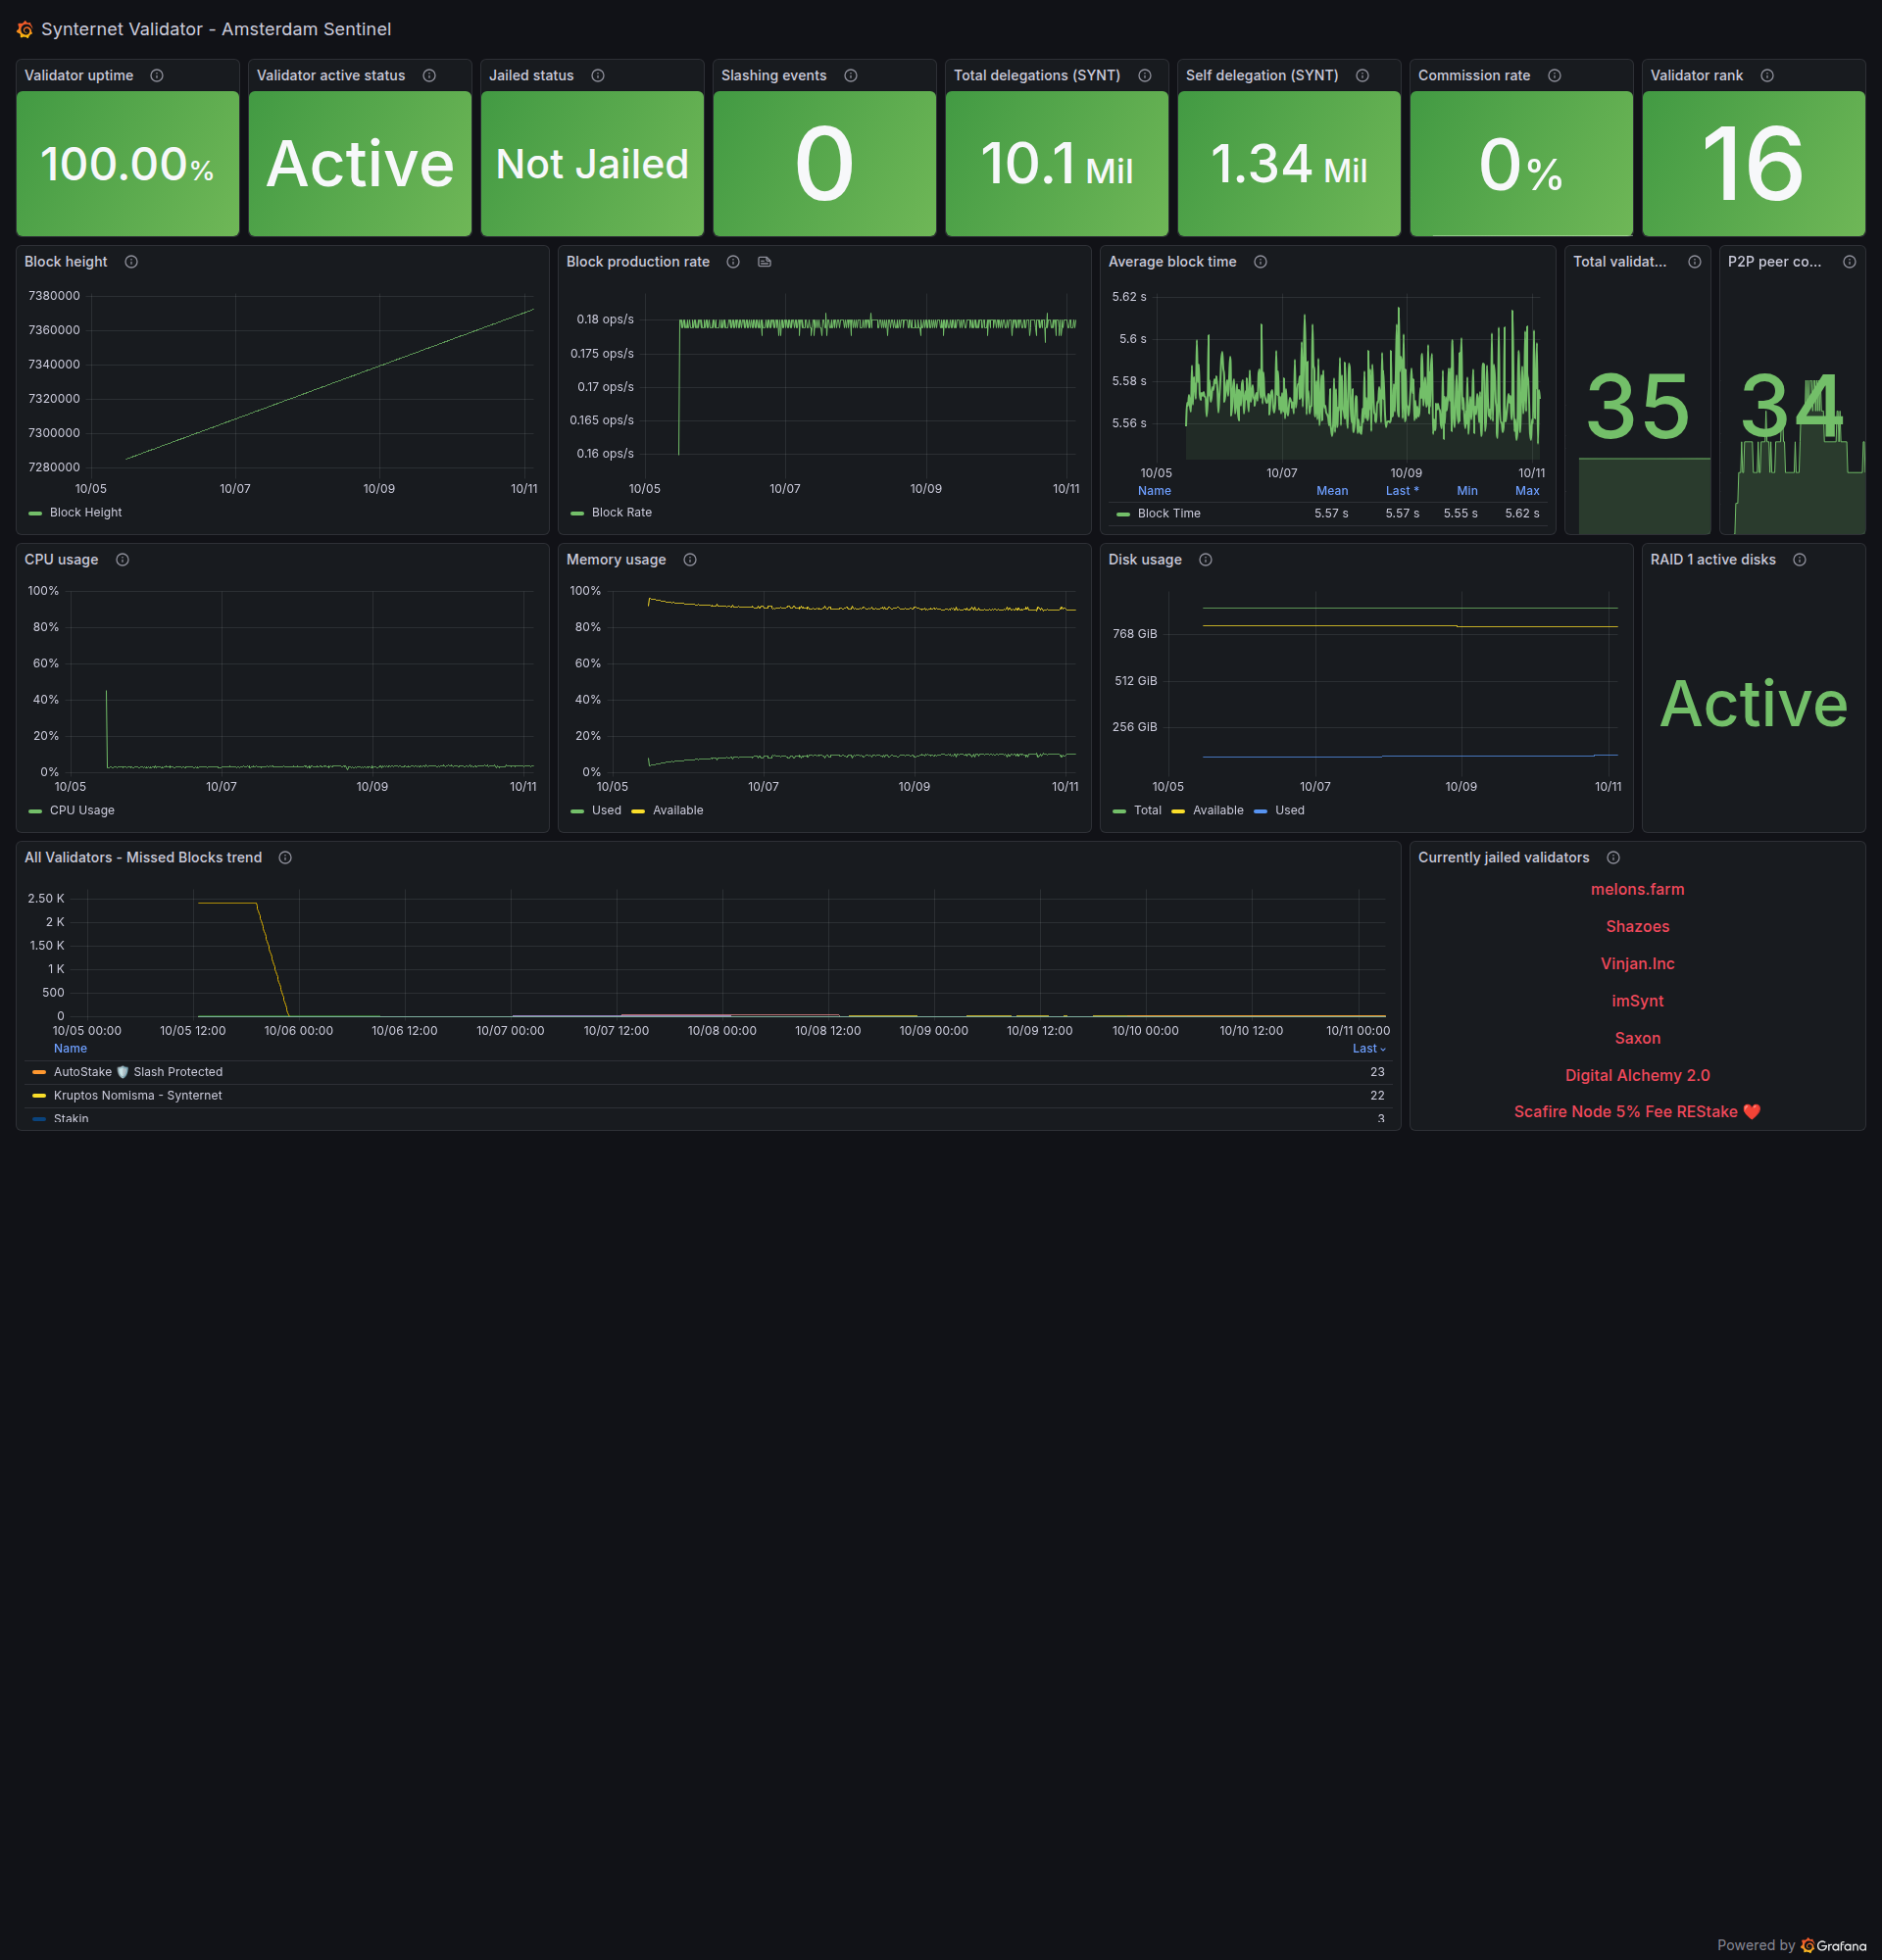 Synternet Validator - Amsterdam Sentinel
Validator uptime
100.00%
Validator active status
Active
Jailed status
Not Jailed
Slashing events
0
Total delegations (SYNT)
10.1 Mil
Self delegation (SYNT)
1.34 Mil
Commission rate
0%
Validator rank
16
Block height
7380000
7360000
7340000
7320000
7300000
7280000
10/05 10/07 10/09 10/11
Block Height
Block production rate
0.18 ops/s
0.175 ops/s
0.17 ops/s
0.165 ops/s
0.16 ops/s
10/05 10/07 10/09 10/11
Block Rate
Average block time
5.62 s
5.6 s
5.58 s
5.56 s
10/05 10/07 10/09 10/11
Name Mean Last * Min Max
Block TIme 5.57 s 5.57 s 5.55 s 5.62 s
Total validat...
35
P2P peer co...
34
CPU usage
100%
80%
60%
40%
20%
0%
10/05 10/07 10/09 10/11
CPU Usage
Memory usage
100%
80%
60%
40%
20%
0%
10/05 10/07 10/09 10/11
Used Available
Disk usage
768 GiB
512 GiB
256 GiB
10/05 10/07 10/09 10/11
Total Available Used
RAID 1 active disks
Active
All Validators - Missed Blocks trend
2.50 K
2 K
1.50 K
1 K
500
0
10/05 00:00 10/05 12:00 10/06 00:00 10/06 12:00 10/07 00:00 10/07 12:00 10/08 00:00 10/08 12:00 10/09 00:00 10/09 12:00 10/10 00:00 10/10 12:00 10/11 00:00
Name Last
AutoStake 🛡️ Slash Protected 23
Kruptos Nomisma - Synternet 22
Stakin 3
Currently jailed validators
melons.farm
Shazoes
Vinjan.Inc
imSynt
Saxon
Digital Alchemy 2.0
Scafire Node 5% Fee REStake ❤️
Powered by Grafana